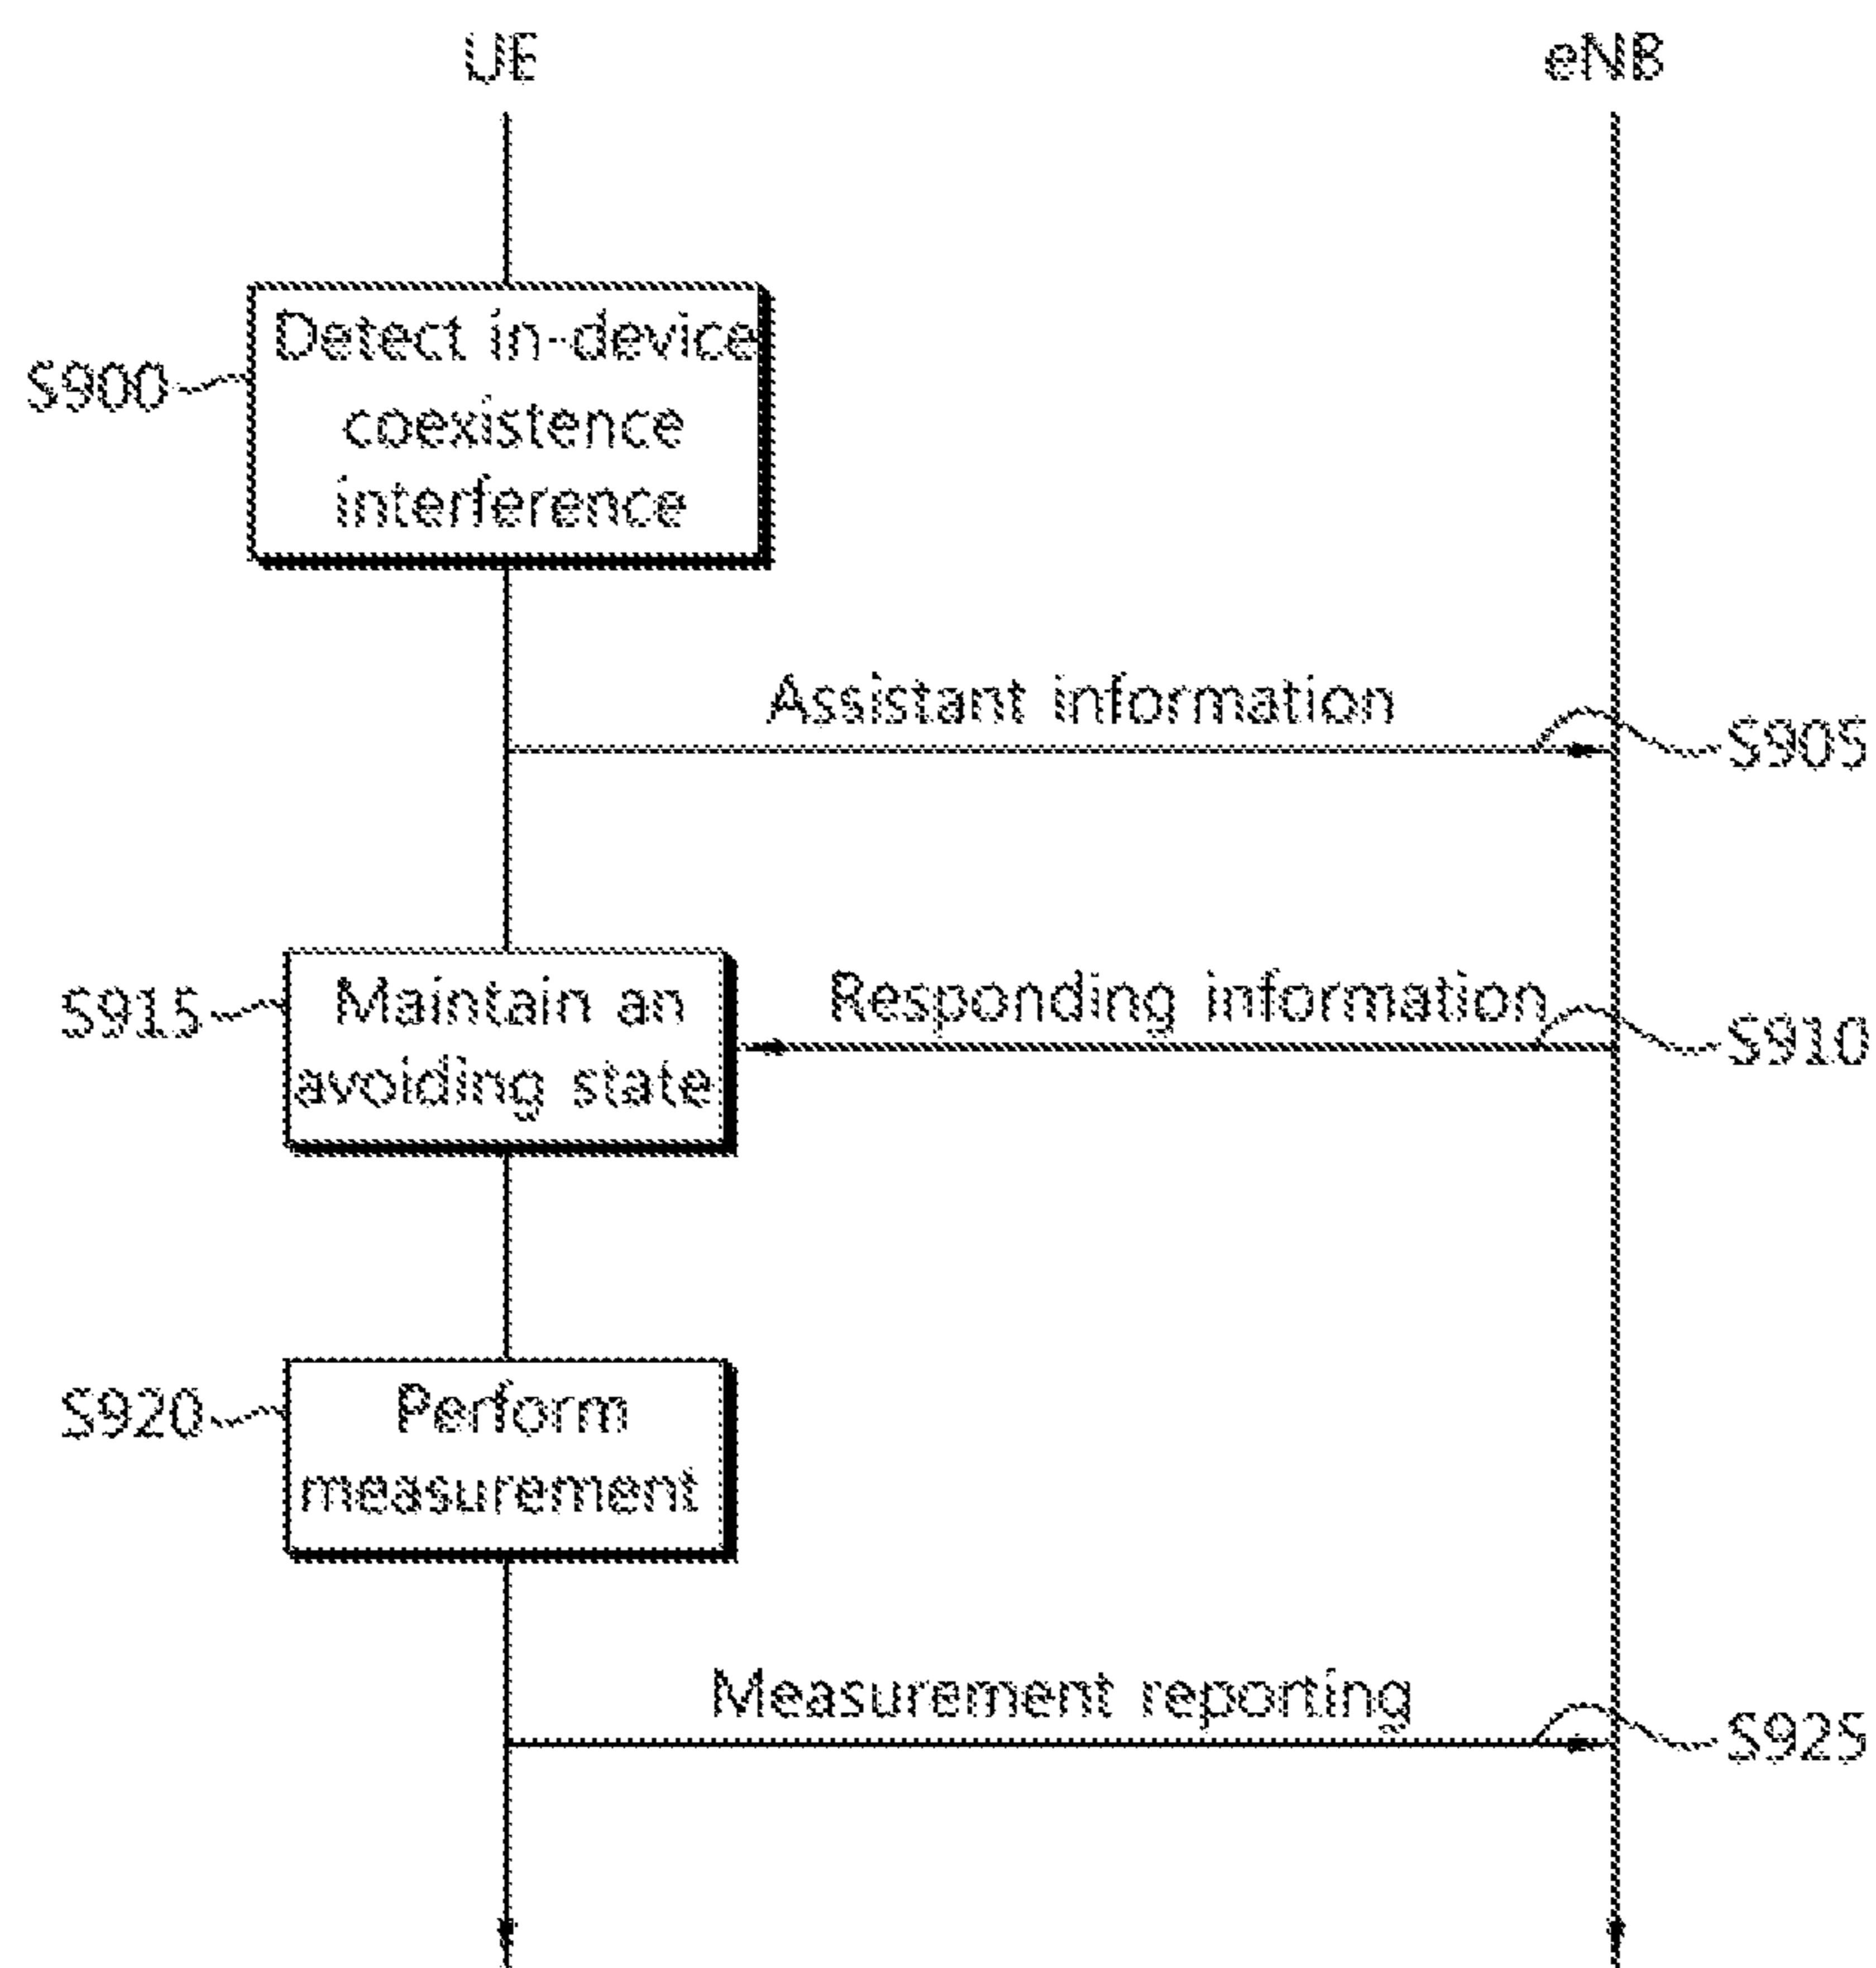 UE
eNB
S900
Detect in-device
coexistence
interference
Assistant information
S905
S915
Maintain an
avoiding state
Responding information
S910
S920
Perform
measurement
Measurement reporting
S925